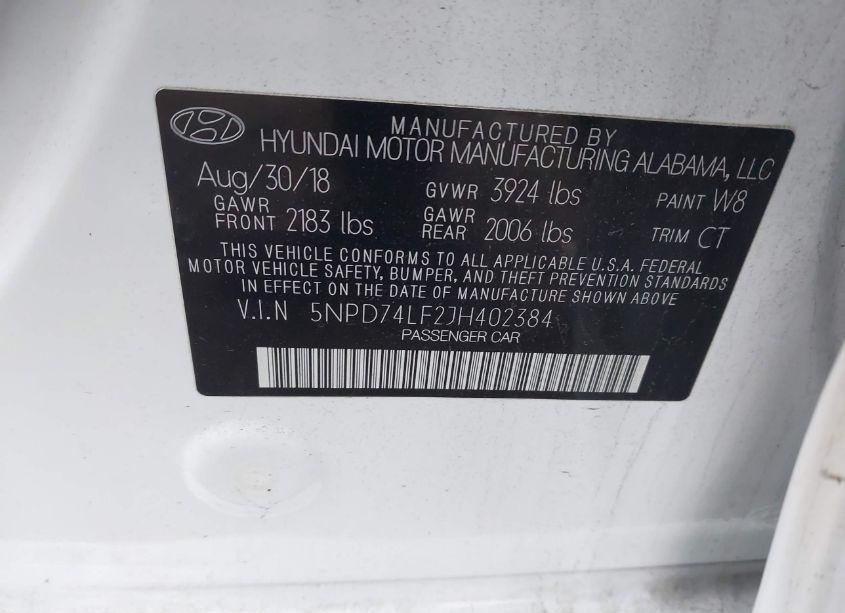 MANUFACTURED BY
HYUNDAI MOTOR MANUFACTURING ALABAMA, LLC
Aug/30/18 GVWR 3924 lbs PAINT W8
GAWR FRONT 2183 lbs GAWR REAR 2006 lbs TRIM CT
THIS VEHICLE CONFORMS TO ALL APPLICABLE U.S.A. FEDERAL
MOTOR VEHICLE SAFETY, BUMPER, AND THEFT PREVENTION STANDARDS
IN EFFECT ON THE DATE OF MANUFACTURE SHOWN ABOVE
V.I.N 5NPD74LF2JH402384
PASSENGER CAR